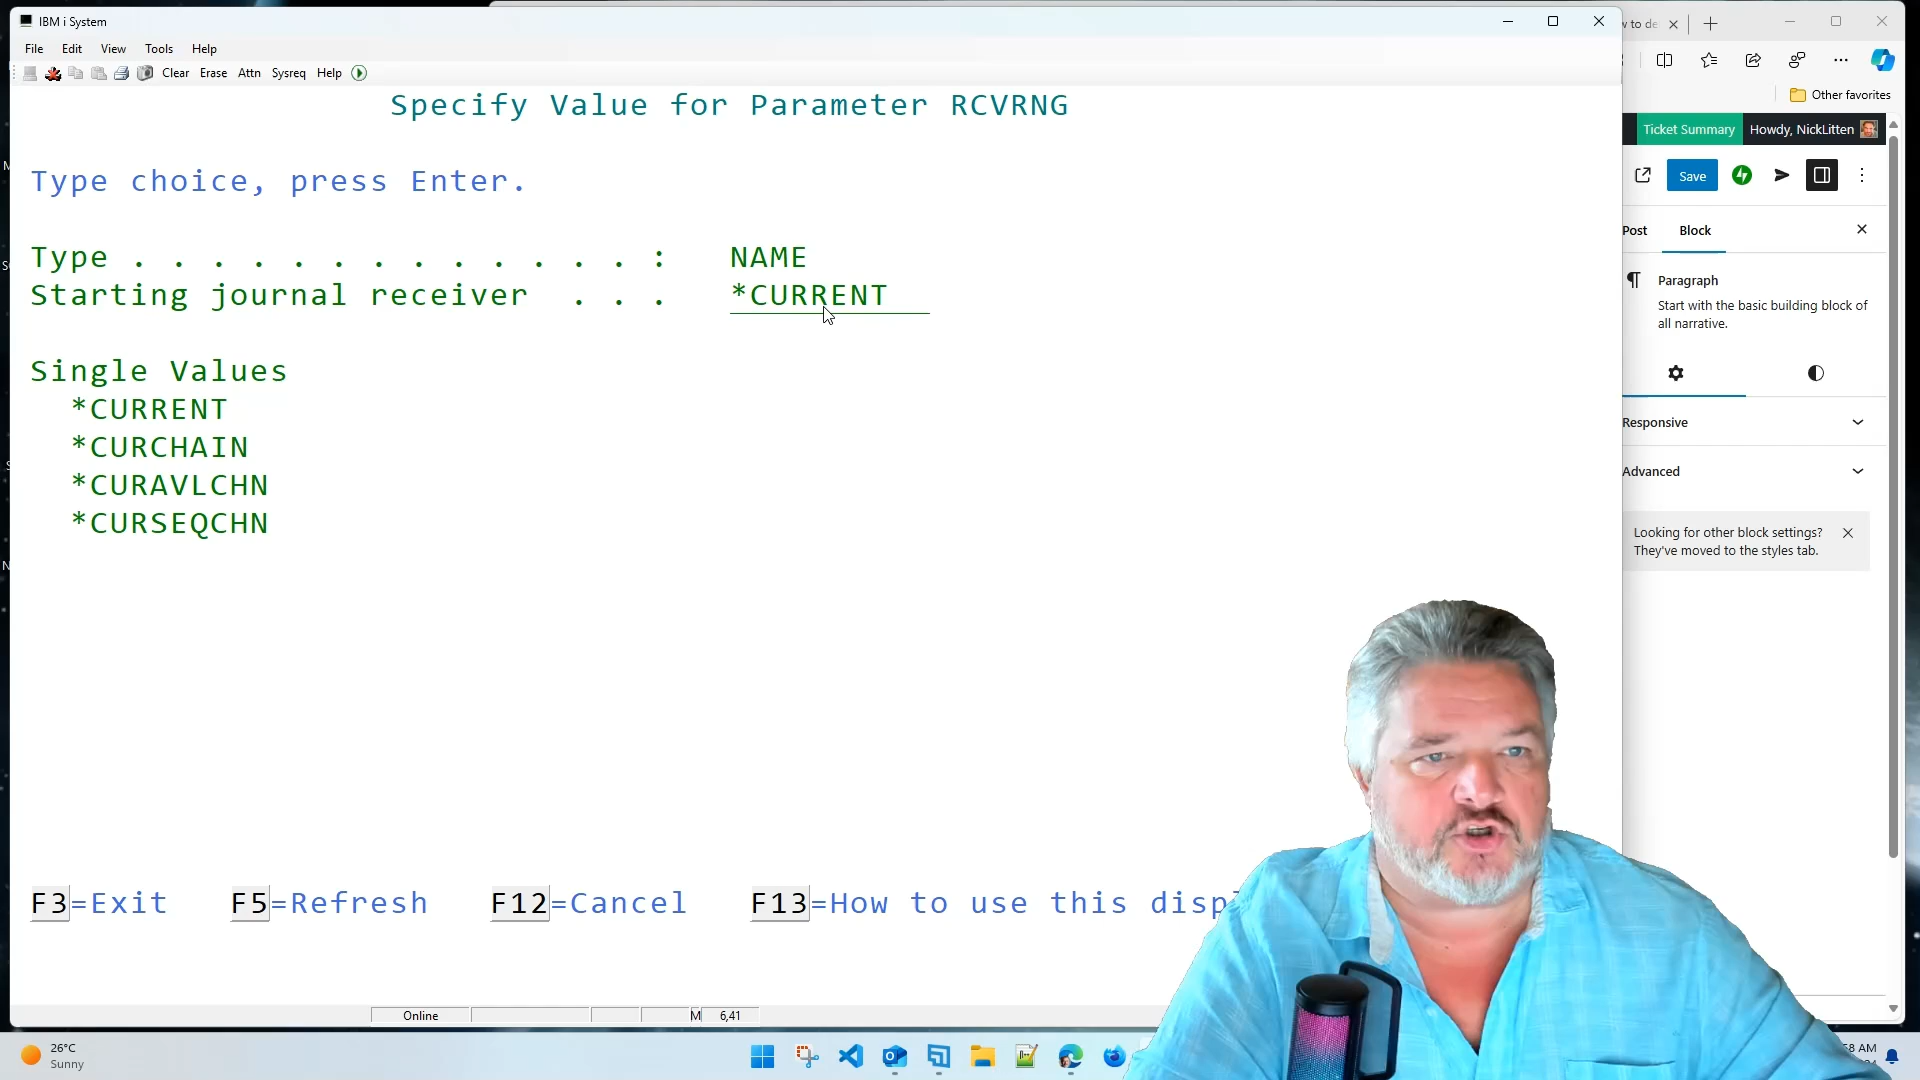 IBM i System
File Edit View Tools Help
Clear Erase Attn Sysreq Help
Specify Value for Parameter RCVRNG
Type choice, press Enter.
Type . . . . . . . . . . . . . . : NAME
Starting journal receiver . . . *CURRENT
Single Values
*CURRENT
*CURCHAIN
*CURAVLCHN
*CURSEQCHN
F3=Exit F5=Refresh F12=Cancel F13=How to use this disp
Online M 6,41
Other favorites
Ticket Summary Howdy, NickLitten
Save
Post Block
Paragraph
Start with the basic building block of
all narrative.
Responsive
Advanced
Looking for other block settings?
They've moved to the styles tab.
26°C
Sunny